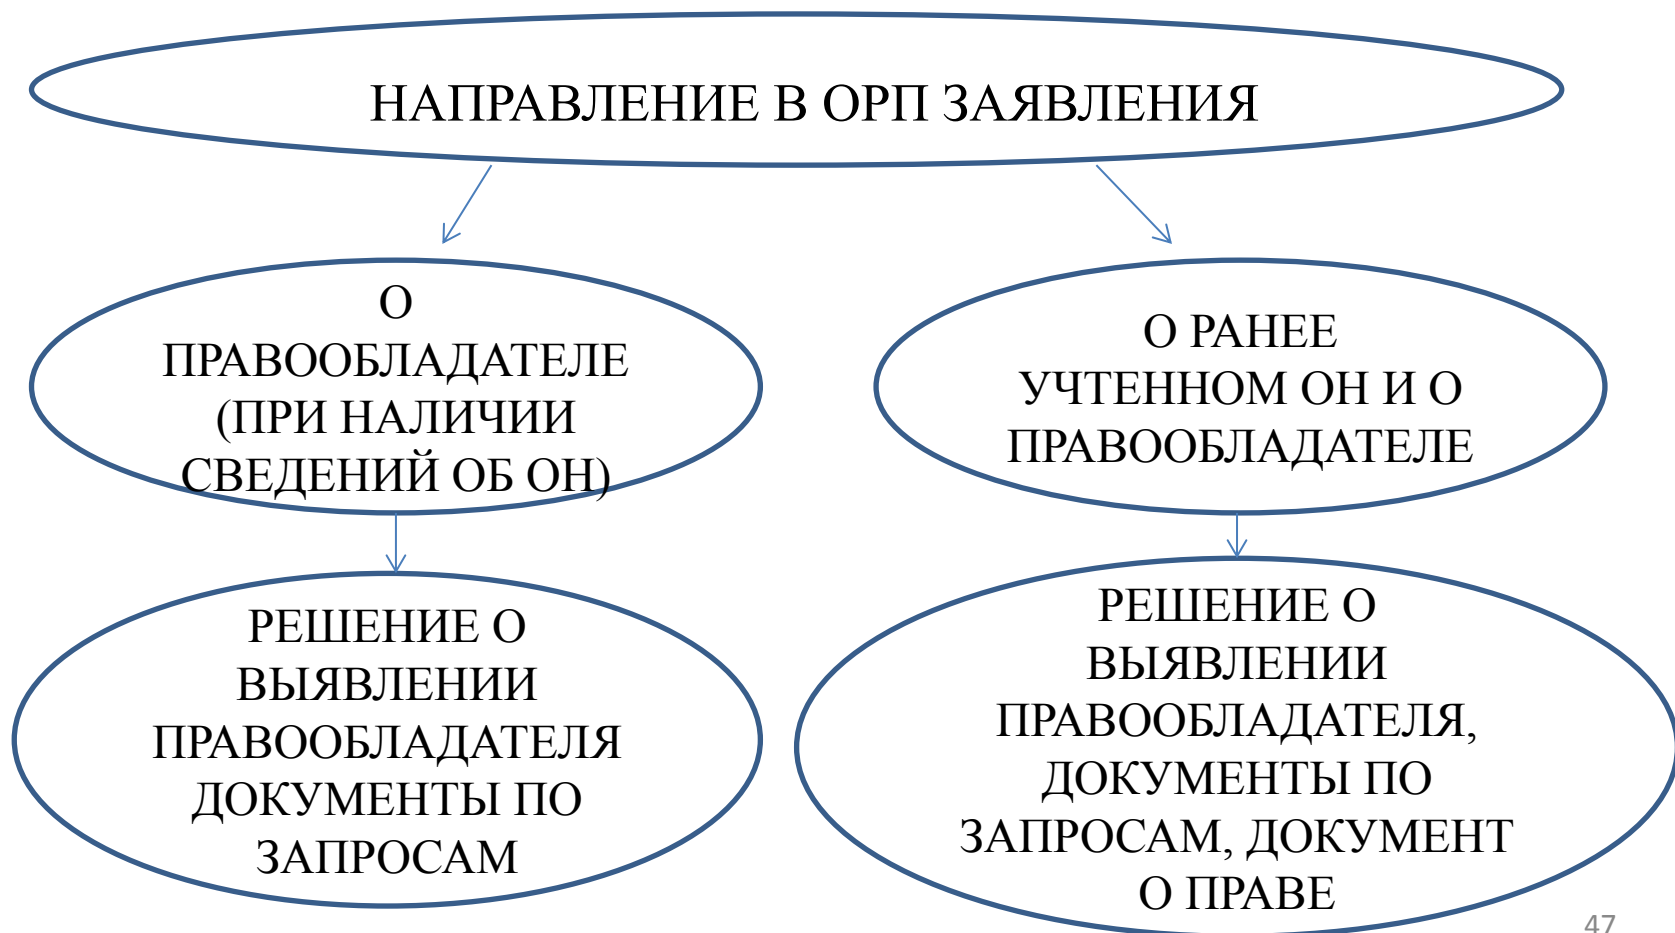 НАПРАВЛЕНИЕ В ОРП ЗАЯВЛЕНИЯ
О
ПРАВООБЛАДАТЕЛЕ
(ПРИ НАЛИЧИИ
СВЕДЕНИЙ ОБ ОН)
О РАНЕЕ
УЧТЕННОМ ОН И О
ПРАВООБЛАДАТЕЛЕ
РЕШЕНИЕ О
ВЫЯВЛЕНИИ
ПРАВООБЛАДАТЕЛЯ
ДОКУМЕНТЫ ПО
ЗАПРОСАМ
РЕШЕНИЕ О
ВЫЯВЛЕНИИ
ПРАВООБЛАДАТЕЛЯ,
ДОКУМЕНТЫ ПО
ЗАПРОСАМ, ДОКУМЕНТ
О ПРАВЕ
47